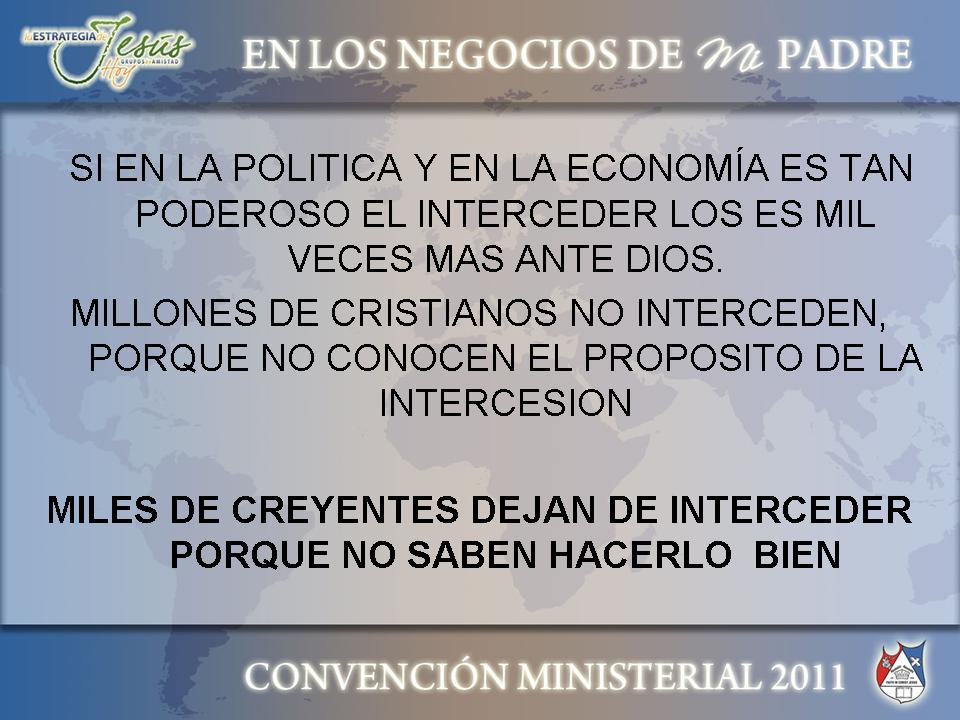 la ESTRATEGIA de
Jesús
GRUPOS de AMISTAD
Hoy
EN LOS NEGOCIOS DE Mi PADRE
SI EN LA POLITICA Y EN LA ECONOMÍA ES TAN
PODEROSO EL INTERCEDER LOS ES MIL
VECES MAS ANTE DIOS.
MILLONES DE CRISTIANOS NO INTERCEDEN,
PORQUE NO CONOCEN EL PROPOSITO DE LA
INTERCESION
MILES DE CREYENTES DEJAN DE INTERCEDER
PORQUE NO SABEN HACERLO BIEN
CONVENCIÓN MINISTERIAL 2011